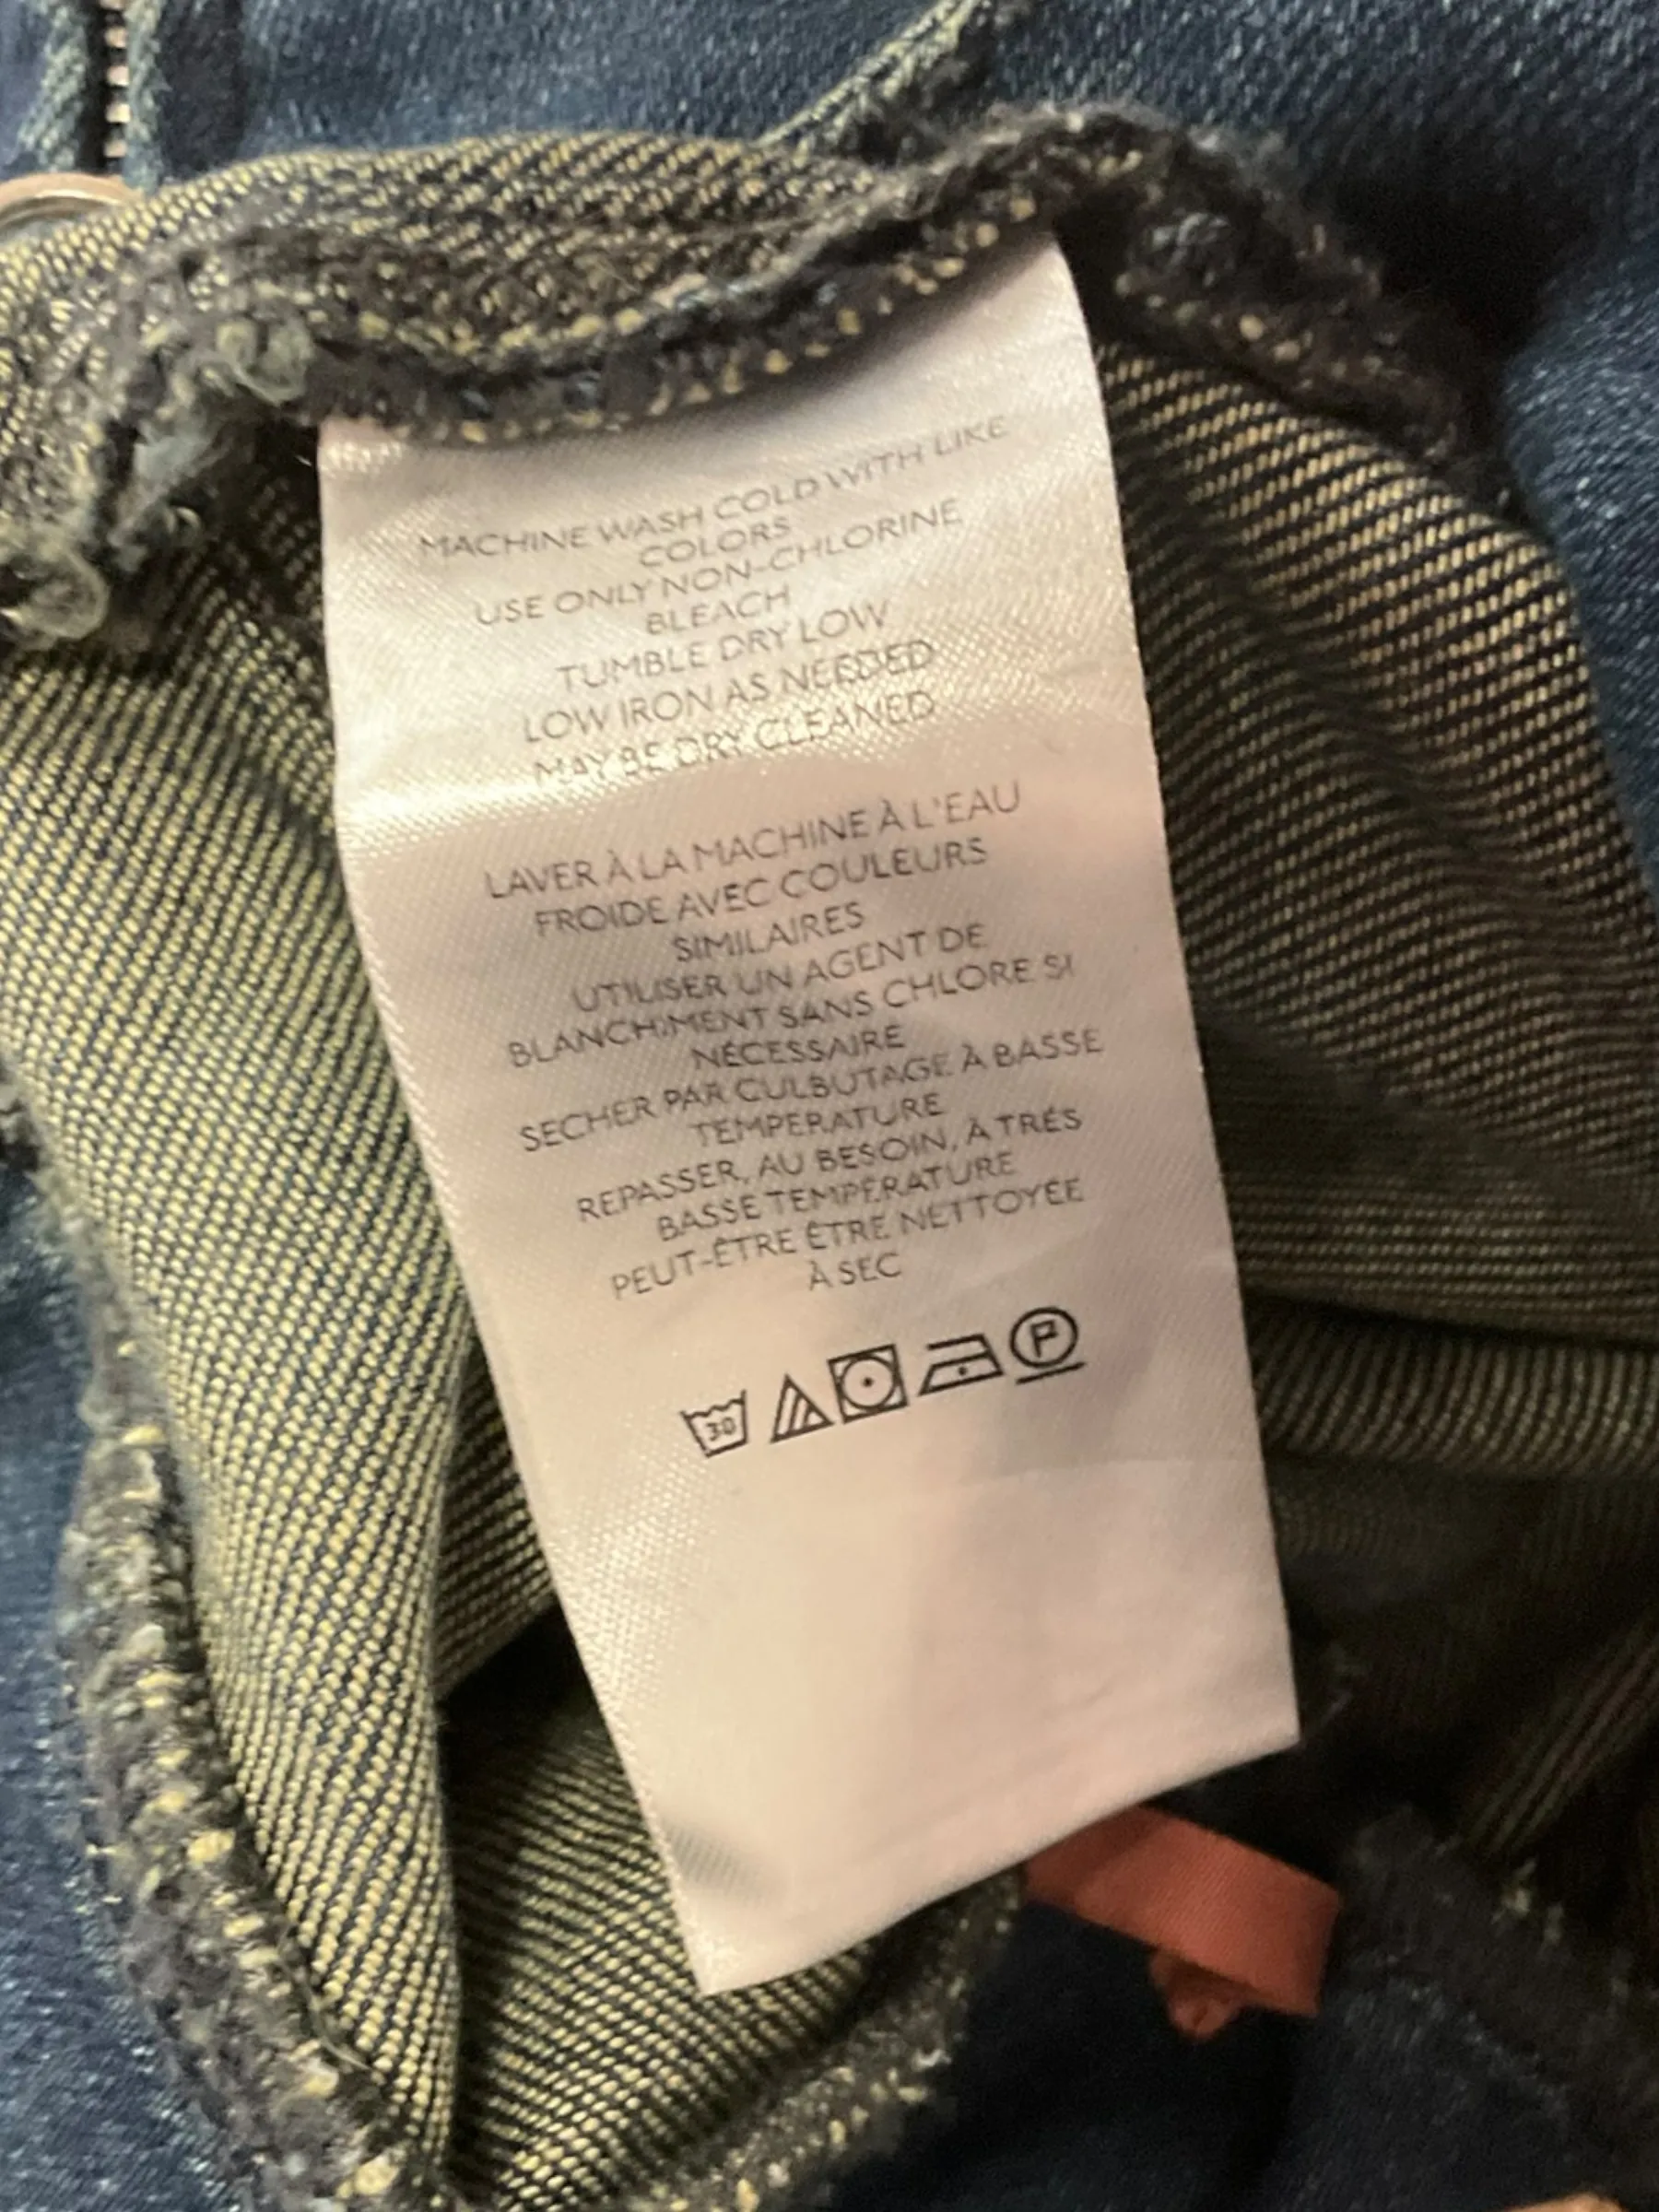 MACHINE WASH COLD WITH LIKE
COLORS
USE ONLY NON-CHLORINE
BLEACH
TUMBLE DRY LOW
LOW IRON AS NEEDED
MAY BE DRY CLEANED
LAVER À LA MACHINE À L'EAU
FROIDE AVEC COULEURS
SIMILAIRES
UTILISER UN AGENT DE
BLANCHIMENT SANS CHLORE SI
NÉCESSAIRE
SECHER PAR CULBUTAGE À BASSE
TEMPERATURE
REPASSER, AU BESOIN, À TRÉS
BASSE TEMPÉRATURE
PEUT-ÊTRE ÊTRE NETTOYÉE
À SEC
30 P